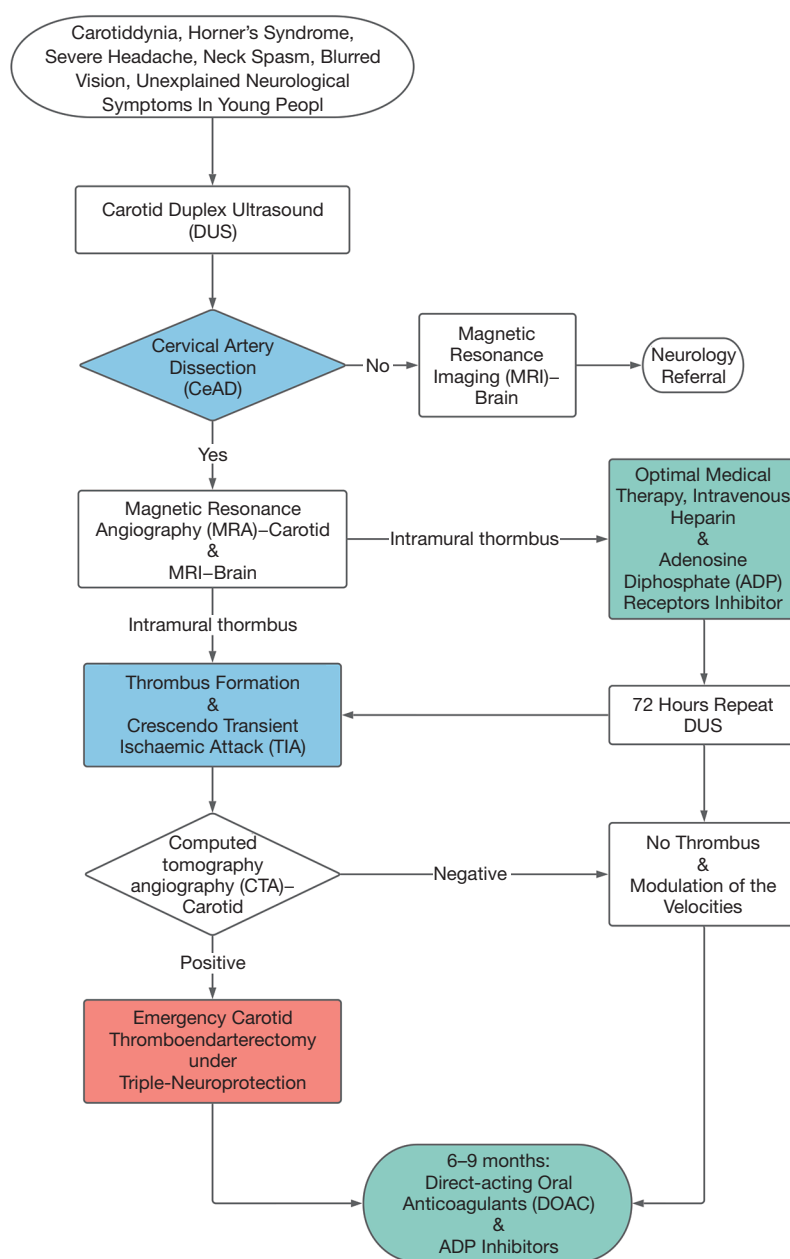 Carotiddynia, Horner's Syndrome,
Severe Headache, Neck Spasm, Blurred
Vision, Unexplained Neurological
Symptoms In Young Peopl
Carotid Duplex Ultrasound
(DUS)
Cervical Artery
Dissection
(CeAD)
No
Magnetic
Resonance
Imaging (MRI)–
Brain
Neurology
Referral
Yes
Magnetic Resonance
Angiography (MRA)–Carotid
&
MRI–Brain
Intramural thormbus
Optimal Medical
Therapy, Intravenous
Heparin
&
Adenosine
Diphosphate (ADP)
Receptors Inhibitor
Intramural thormbus
Thrombus Formation
&
Crescendo Transient
Ischaemic Attack (TIA)
72 Hours Repeat
DUS
Computed
tomography
angiography (CTA)–
Carotid
Negative
No Thrombus
&
Modulation of the
Velocities
Positive
Emergency Carotid
Thromboendarterectomy
under
Triple-Neuroprotection
6–9 months:
Direct-acting Oral
Anticoagulants (DOAC)
&
ADP Inhibitors